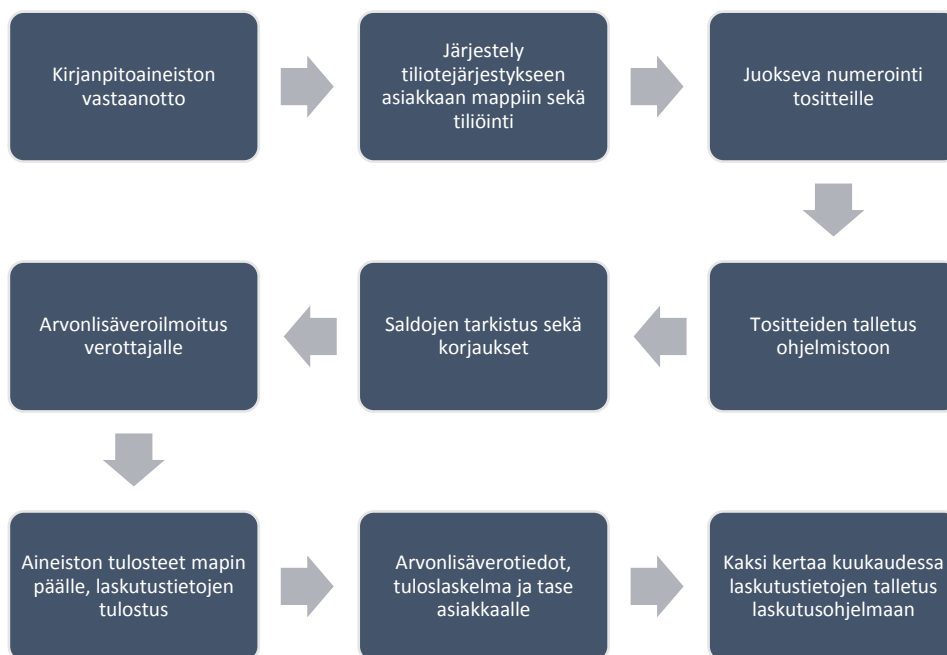 Kirjanpitoaineiston
vastaanotto
Järjestely
tiliotejärjestykseen
asiakkaan mappiin sekä
tiliöinti
Juokseva numerointi
tositteille
Tositteiden talletus
ohjelmistoon
Saldojen tarkistus sekä
korjaukset
Arvonlisäveroilmoitus
verottajalle
Aineiston tulosteet mapin
päälle, laskutustietojen
tulostus
Arvonlisäverotiedot,
tuloslaskelma ja tase
asiakkaalle
Kaksi kertaa kuukaudessa
laskutustietojen talletus
laskutusohjelmaan